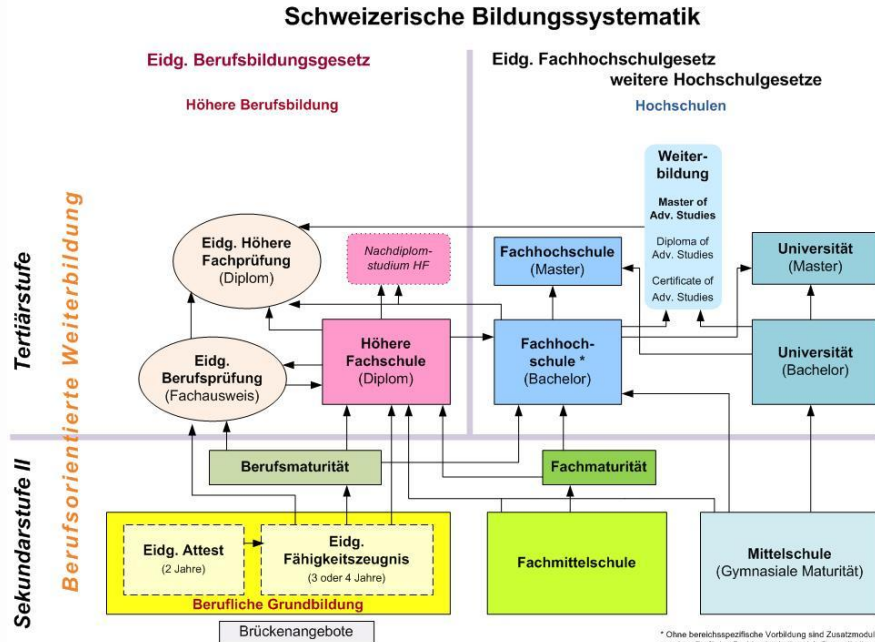 Schweizerische Bildungssystematik
Eidg. Berufsbildungsgesetz
Eidg. Fachhochschulgesetz
weitere Hochschulgesetze
Höhere Berufsbildung
Hochschulen
Tertiärstufe
Berufsorientierte Weiterbildung
Weiter-
bildung
Master of
Adv. Studies
Diploma of
Adv. Studies
Certificate of
Adv. Studies
Eidg. Höhere
Fachprüfung
(Diplom)
Nachdiplom-
studium HF
Fachhochschule
(Master)
Universität
(Master)
Eidg.
Berufsprüfung
(Fachausweis)
Höhere
Fachschule
(Diplom)
Fachhoch-
schule *
(Bachelor)
Universität
(Bachelor)
Sekundarstufe II
Berufsmaturität
Fachmaturität
Eidg. Attest
(2 Jahre)
Eidg.
Fähigkeitszeugnis
(3 oder 4 Jahre)
Berufliche Grundbildung
Fachmittelschule
Mittelschule
(Gymnasiale Maturität)
Brückenangebote
* Ohne bereichsspezifische Vorbildung sind Zusatzmodul